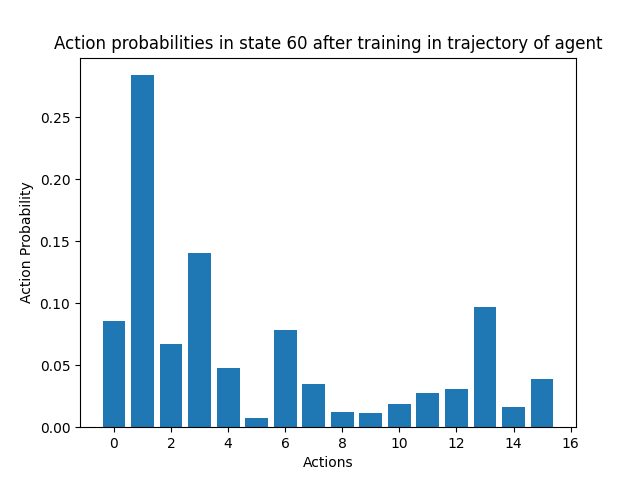 Action probabilities in state 60 after training in trajectory of agent
0.25
0.20
0.15
0.10
0.05
0.00
Action Probability
0 2 4 6 8 10 12 14 16
Actions